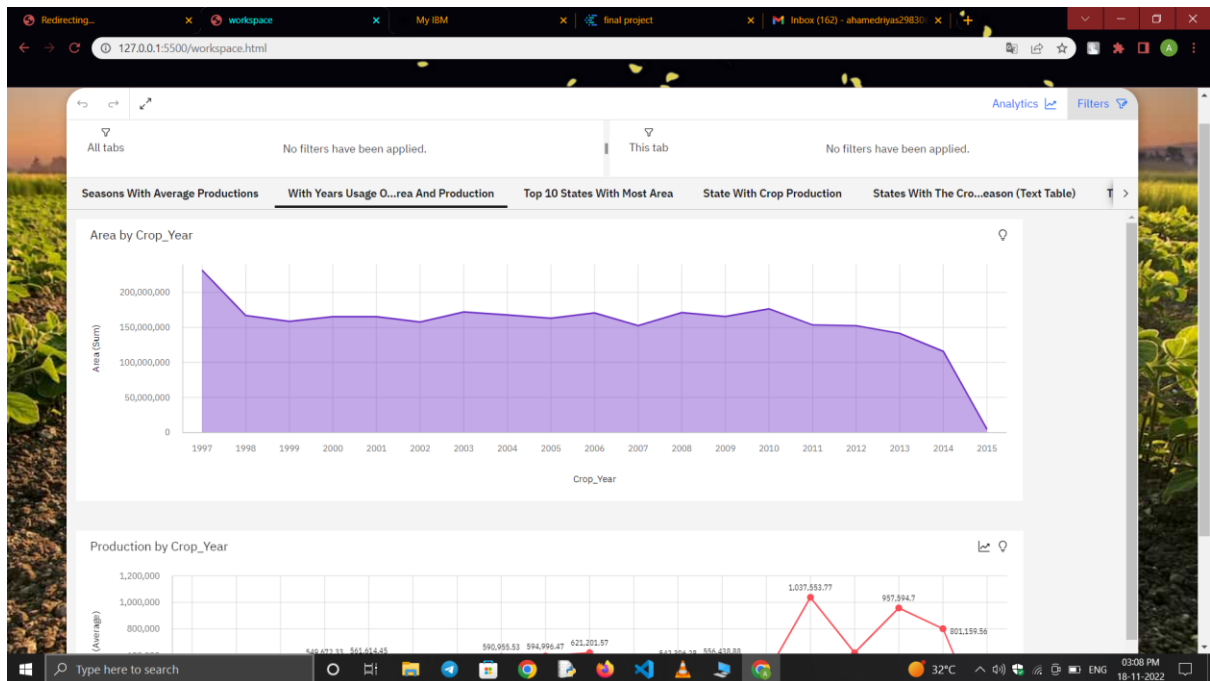 Redirecting...
workspace
My IBM
final project
Inbox (162) - ahamedriyas29830
127.0.0.1:5500/workspace.html
A
Analytics
Filters
All tabs
No filters have been applied.
This tab
No filters have been applied.
Seasons With Average Productions
With Years Usage O...rea And Production
Top 10 States With Most Area
State With Crop Production
States With The Cro...eason (Text Table)
T
Area by Crop_Year
200,000,000
150,000,000
100,000,000
50,000,000
0
Area (Sum)
1997 1998 1999 2000 2001 2002 2003 2004 2005 2006 2007 2008 2009 2010 2011 2012 2013 2014 2015
Crop_Year
Production by Crop_Year
1,200,000
1,000,000
800,000
(Average)
1,037,553.77
957,594.7
801,159.56
621,201.57
590,955.53 594,996.47
561,614.45
556,438.88
Type here to search
32°C
ENG
03:08 PM
18-11-2022